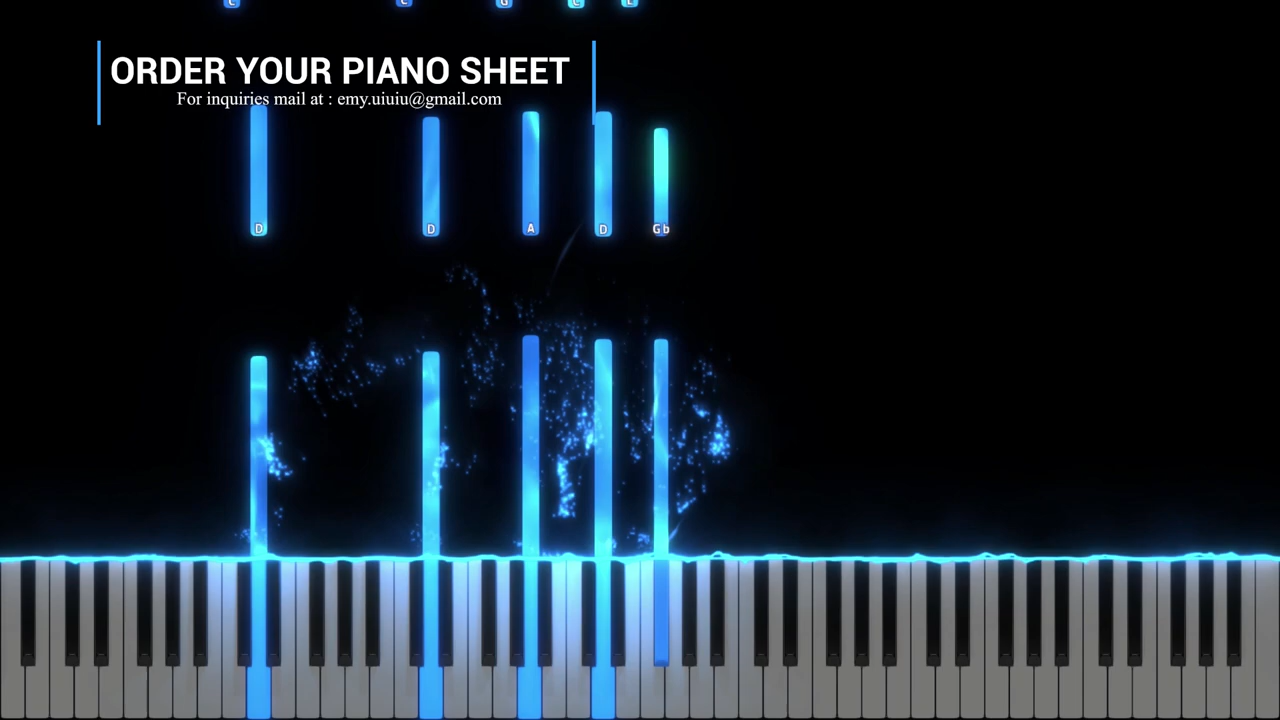 C C G C E
ORDER YOUR PIANO SHEET
For inquiries mail at : emy.uiuiu@gmail.com
D D A D Gb